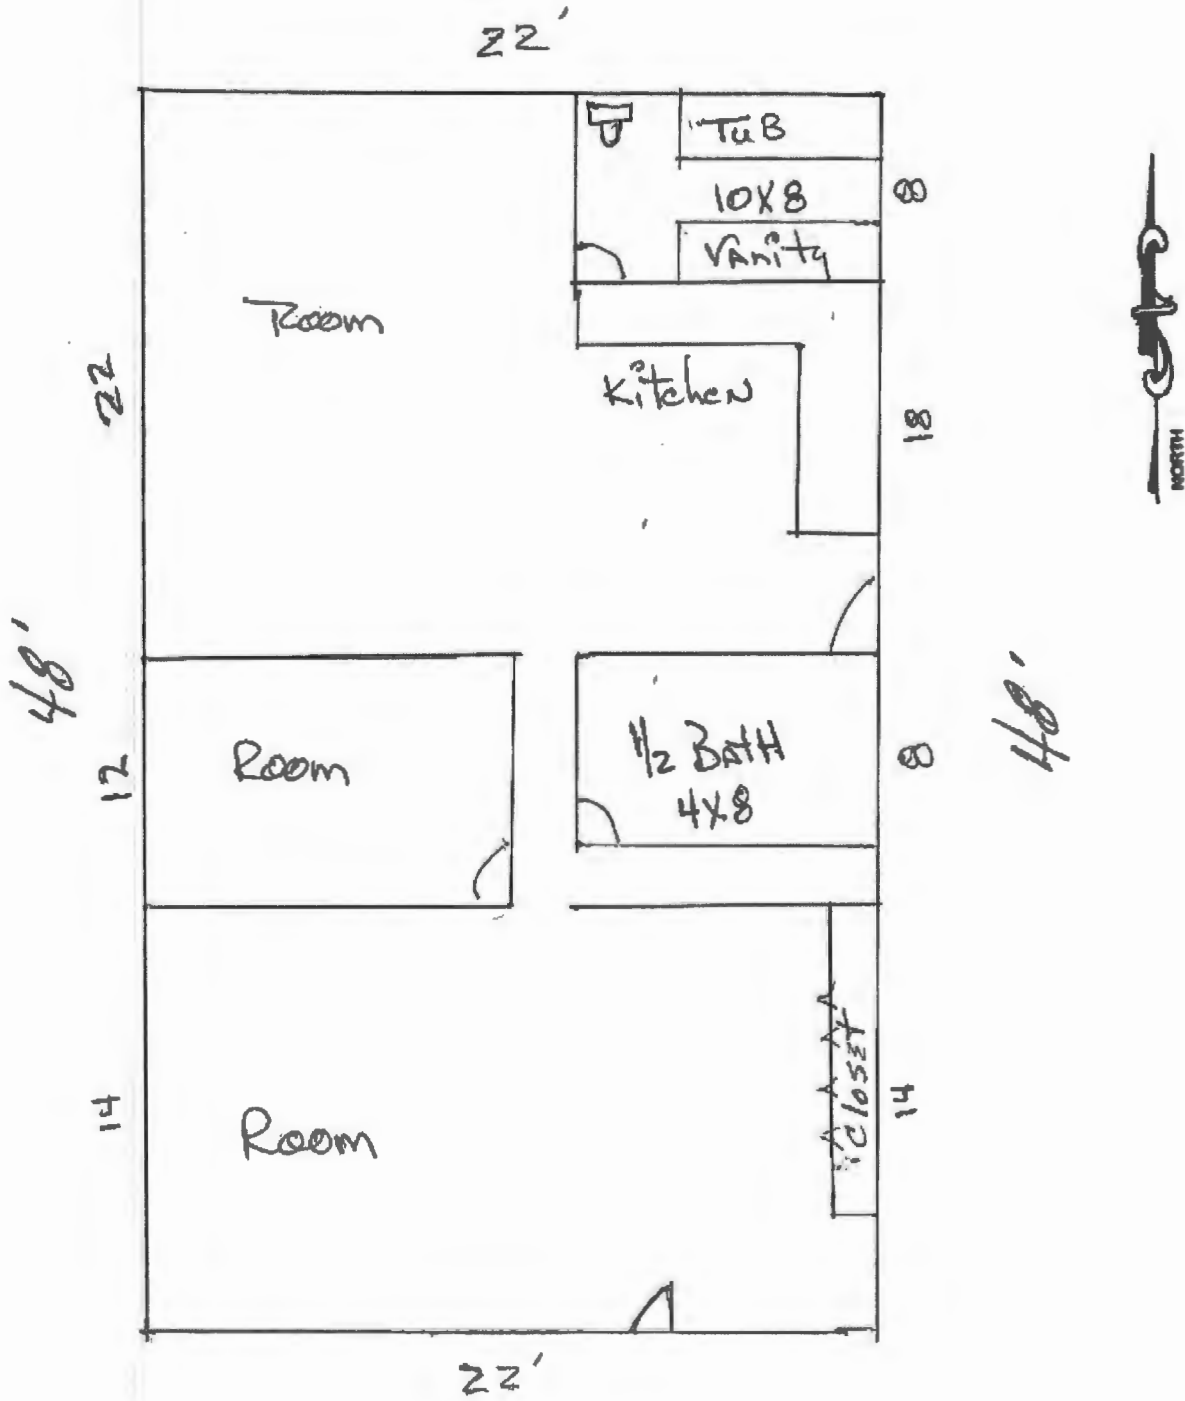 22'
TUB
10X8
8
Vanity
Room
Kitchen
22
18
NORTH
48'
48'
12
Room
1/2 BATH
4X8
8
14
Room
Closet
14
22'